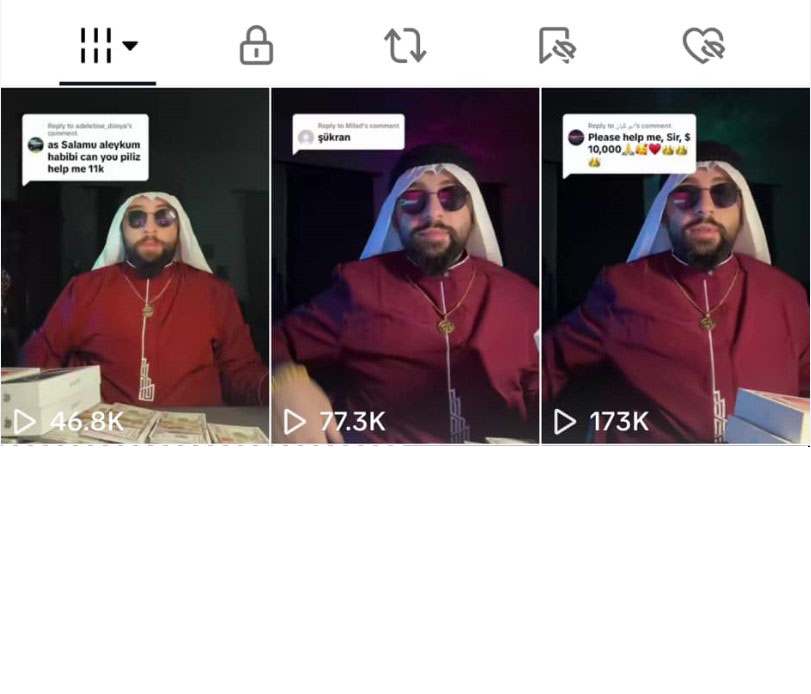 Reply to adeletine_dünya's
comment
as Salamu aleykum
habibi can you piliz
help me 11k
Reply to Milad's comment
şükran
Reply to 's comment
Please help me, Sir, $
10,000🙏🥰❤️👑👑
👑
46.8K
77.3K
173K